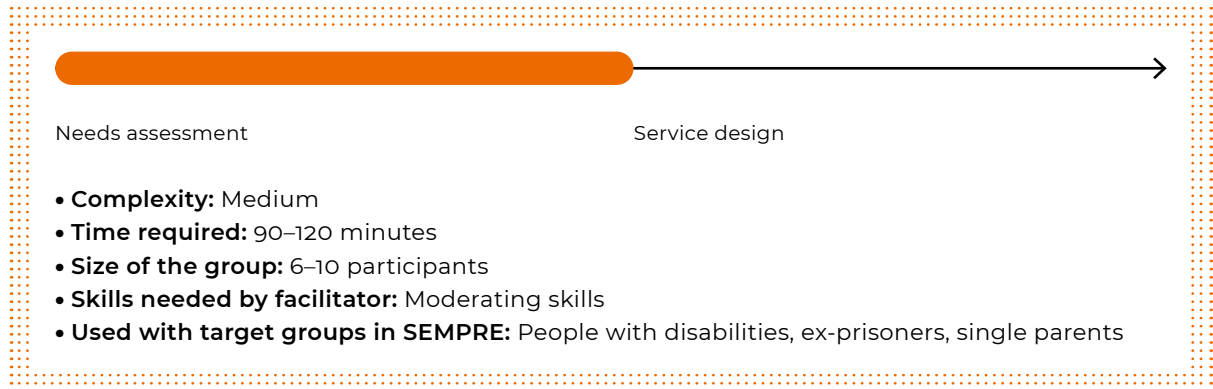 Needs assessment Service design
• Complexity: Medium
• Time required: 90–120 minutes
• Size of the group: 6–10 participants
• Skills needed by facilitator: Moderating skills
• Used with target groups in SEMPRE: People with disabilities, ex-prisoners, single parents